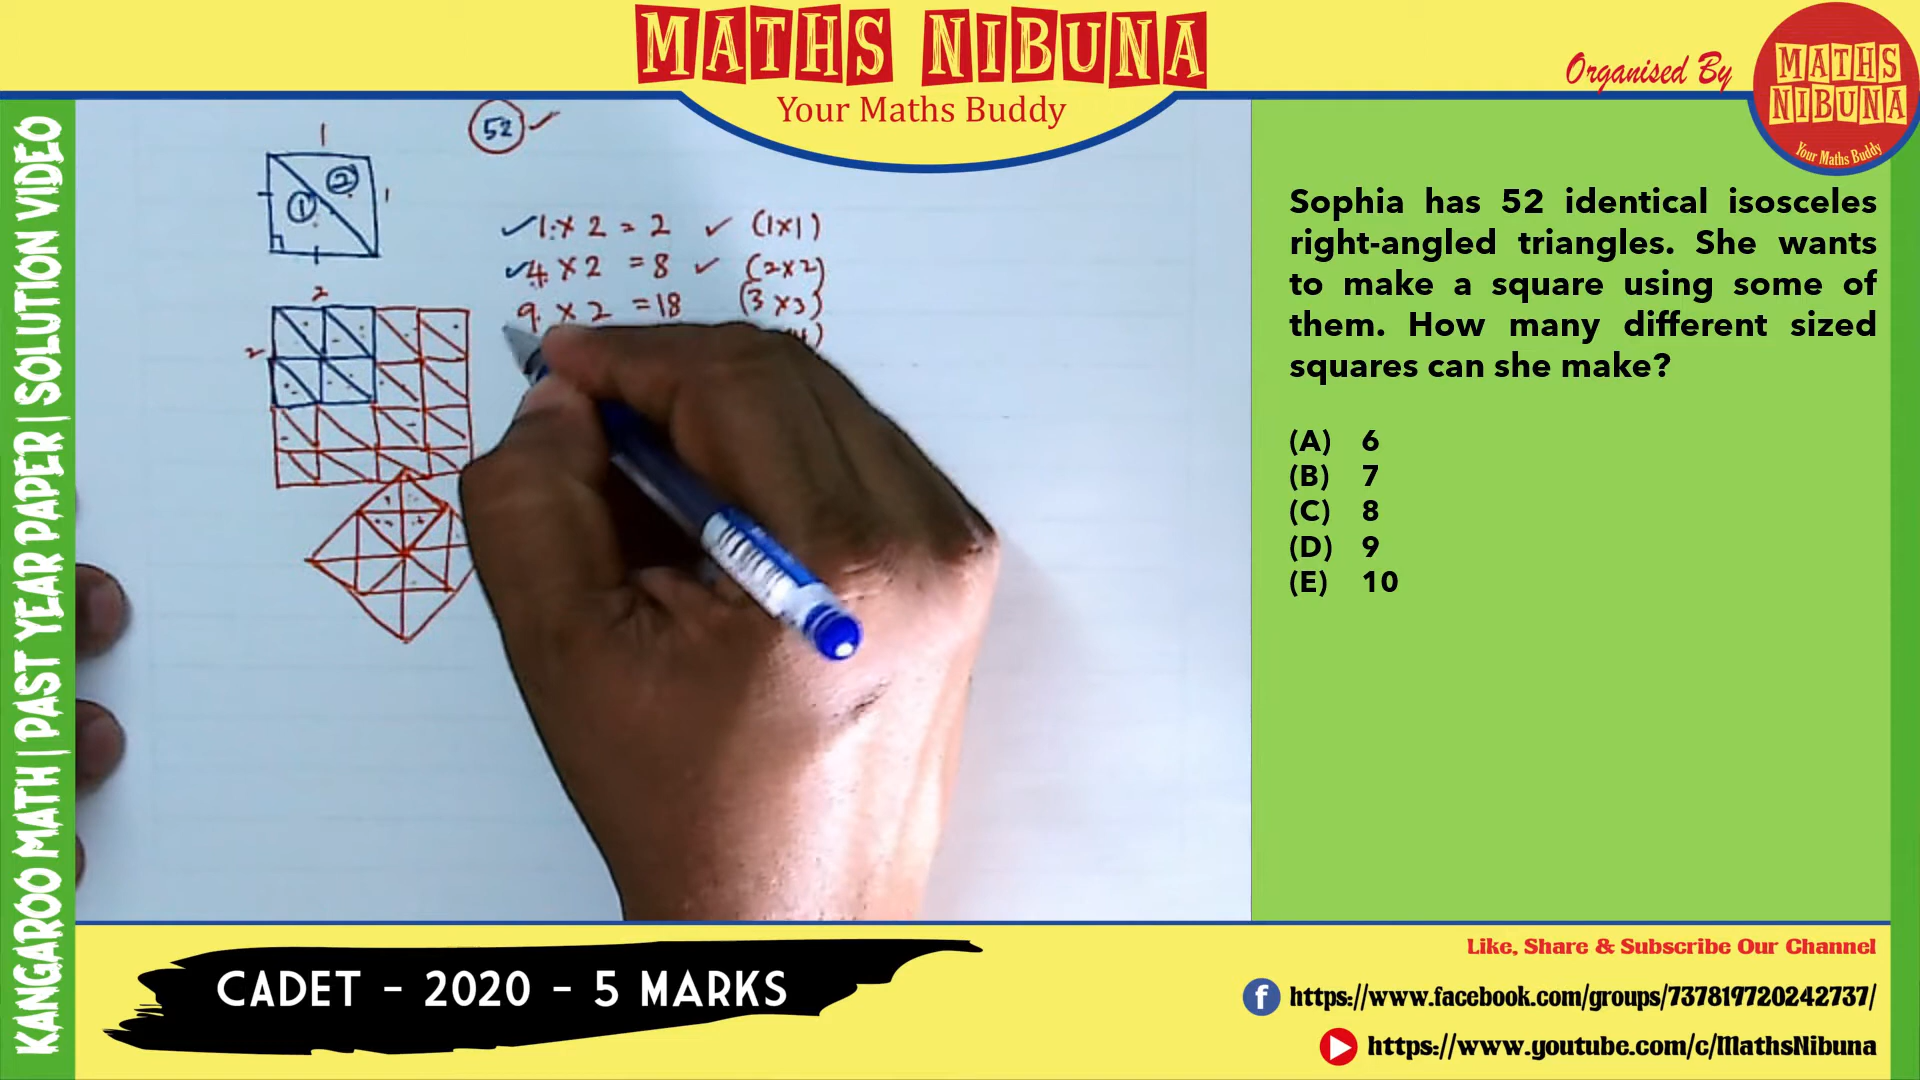 MATHS NIBUNA
Your Maths Buddy
Organised By
MATHS
NIBUNA
Your Maths Buddy
KANGAROO MATH | PAST YEAR PAPER | SOLUTION VIDEO
52
1
1
2
1
1 × 2 = 2 (1×1)
4 × 2 = 8 (2×2)
9 × 2 = 18 (3×3)
2
2
Sophia has 52 identical isosceles
right-angled triangles. She wants
to make a square using some of
them. How many different sized
squares can she make?
(A) 6
(B) 7
(C) 8
(D) 9
(E) 10
CADET - 2020 - 5 MARKS
Like, Share & Subscribe Our Channel
https://www.facebook.com/groups/737819720242737/
https://www.youtube.com/c/MathsNibuna